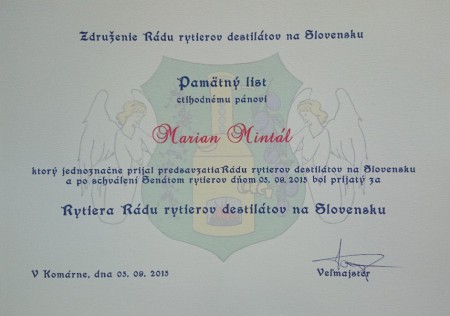 Združenie Rádu rytierov destilátov na Slovensku
Pamätný list
ctihodnému pánovi
Marian Mintál
ktorý jednoznačne prijal predsavzatia Rádu rytierov destilátov na Slovensku
a po schválení Senátom rytierov dňom 05. 09. 2015 bol prijatý za
Rytiera Rádu rytierov destilátov na Slovensku
V Komárne, dna 05. 09. 2015
Veľmajster